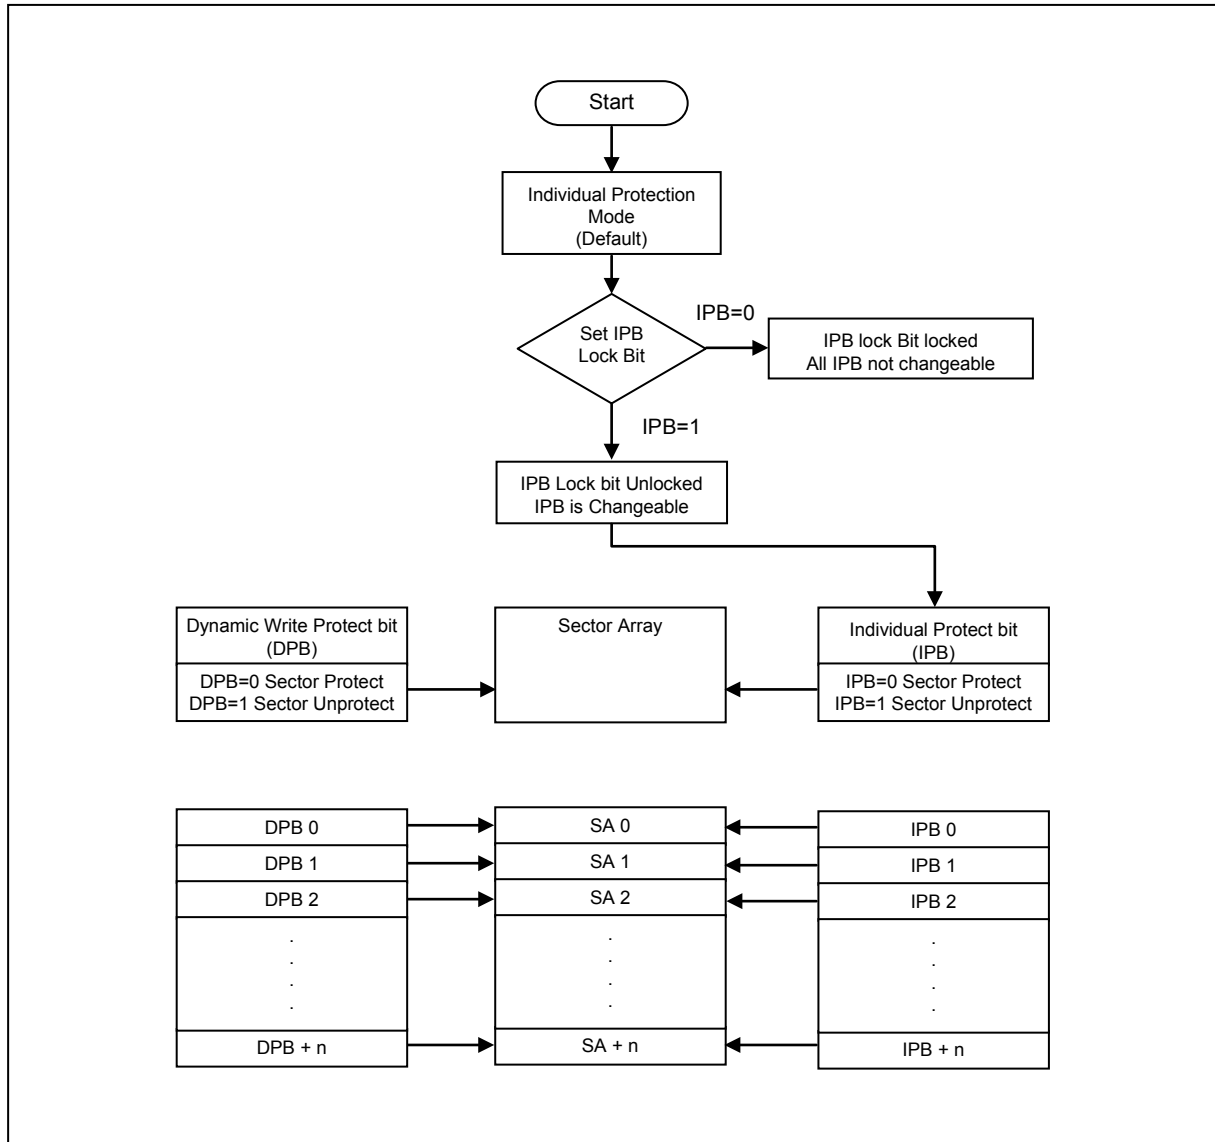 Start
Individual Protection
Mode
(Default)
Set IPB
Lock Bit
IPB=0
IPB lock Bit locked
All IPB not changeable
IPB=1
IPB Lock bit Unlocked
IPB is Changeable
Dynamic Write Protect bit
(DPB)
DPB=0 Sector Protect
DPB=1 Sector Unprotect
Sector Array
Individual Protect bit
(IPB)
IPB=0 Sector Protect
IPB=1 Sector Unprotect
DPB 0
SA 0
IPB 0
DPB 1
SA 1
IPB 1
DPB 2
SA 2
IPB 2
. . .
. . .
. . .
. . .
DPB + n
SA + n
IPB + n